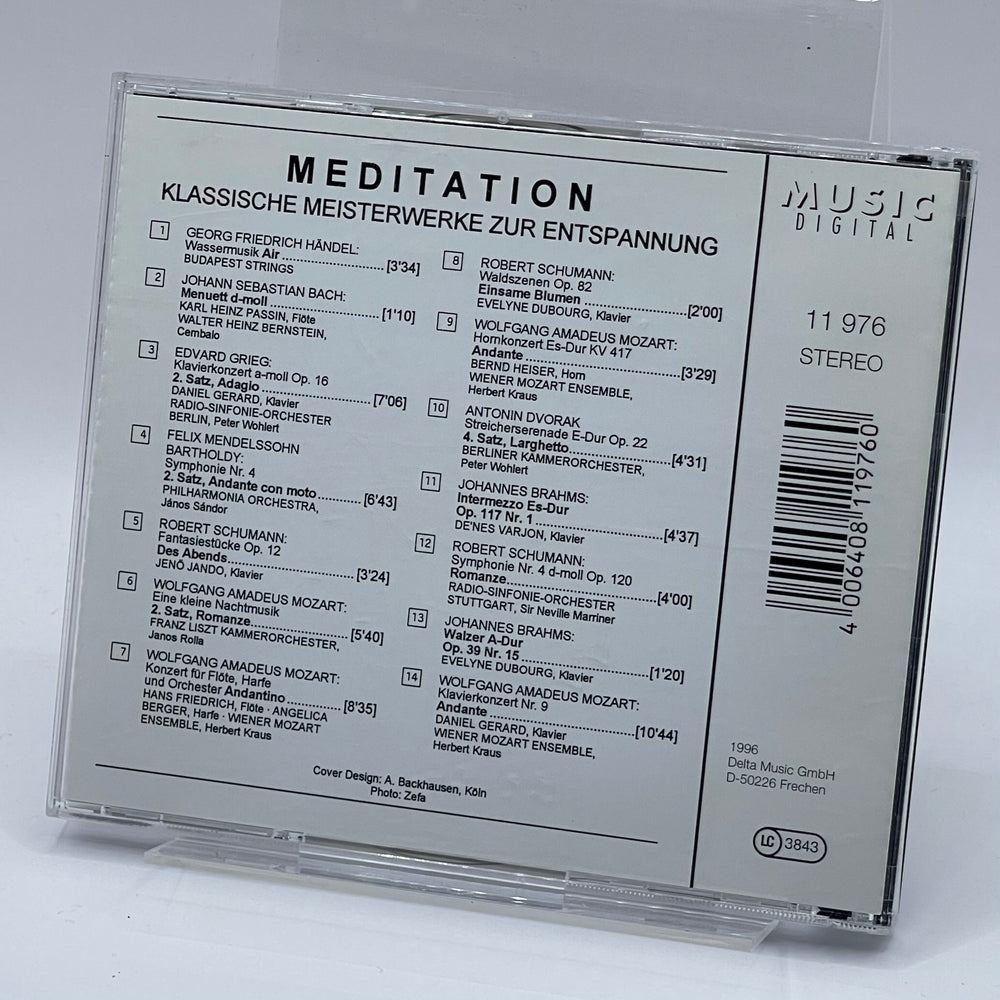 MEDITATION
KLASSISCHE MEISTERWERKE ZUR ENTSPANNUNG
1 GEORG FRIEDRICH HÄNDEL:
Wassermusik Air [3'34]
BUDAPEST STRINGS
2 JOHANN SEBASTIAN BACH:
Menuett d-moll [1'10]
KARL HEINZ PASSIN, Flöte
WALTER HEINZ BERNSTEIN,
Cembalo
3 EDVARD GRIEG:
Klavierkonzert a-moll Op. 16
2. Satz, Adagio [7'06]
DANIEL GERARD, Klavier
RADIO-SINFONIE-ORCHESTER
BERLIN, Peter Wohlert
4 FELIX MENDELSSOHN
BARTHOLDY:
Symphonie Nr. 4
2. Satz, Andante con moto [6'43]
PHILHARMONIA ORCHESTRA,
János Sándor
5 ROBERT SCHUMANN:
Fantasiestücke Op. 12
Des Abends [3'24]
JENÖ JANDO, Klavier
6 WOLFGANG AMADEUS MOZART:
Eine kleine Nachtmusik
2. Satz, Romanze [5'40]
FRANZ LISZT KAMMERORCHESTER,
Janos Rolla
7 WOLFGANG AMADEUS MOZART:
Konzert für Flöte, Harfe
und Orchester Andantino [8'35]
HANS FRIEDRICH, Flöte · ANGELICA
BERGER, Harfe · WIENER MOZART
ENSEMBLE, Herbert Kraus
8 ROBERT SCHUMANN:
Waldszenen Op. 82
Einsame Blumen [2'00]
EVELYNE DUBOURG, Klavier
9 WOLFGANG AMADEUS MOZART:
Hornkonzert Es-Dur KV 417
Andante [3'29]
BERND HEISER, Horn
WIENER MOZART ENSEMBLE,
Herbert Kraus
10 ANTONIN DVORAK
Streicherserenade E-Dur Op. 22
4. Satz, Larghetto [4'31]
BERLINER KAMMERORCHESTER,
Peter Wohlert
11 JOHANNES BRAHMS:
Intermezzo Es-Dur
Op. 117 Nr. 1 [4'37]
DE'NES VARJON, Klavier
12 ROBERT SCHUMANN:
Symphonie Nr. 4 d-moll Op. 120
Romanze [4'00]
RADIO-SINFONIE-ORCHESTER
STUTTGART, Sir Neville Marriner
13 JOHANNES BRAHMS:
Walzer A-Dur
Op. 39 Nr. 15 [1'20]
EVELYNE DUBOURG, Klavier
14 WOLFGANG AMADEUS MOZART:
Klavierkonzert Nr. 9
Andante [10'44]
DANIEL GERARD, Klavier
WIENER MOZART ENSEMBLE,
Herbert Kraus
Cover Design: A. Backhausen, Köln
Photo: Zefa
MUSIC
DIGITAL
11 976
STEREO
4 006408 119760
1996
Delta Music GmbH
D-50226 Frechen
LC 3843